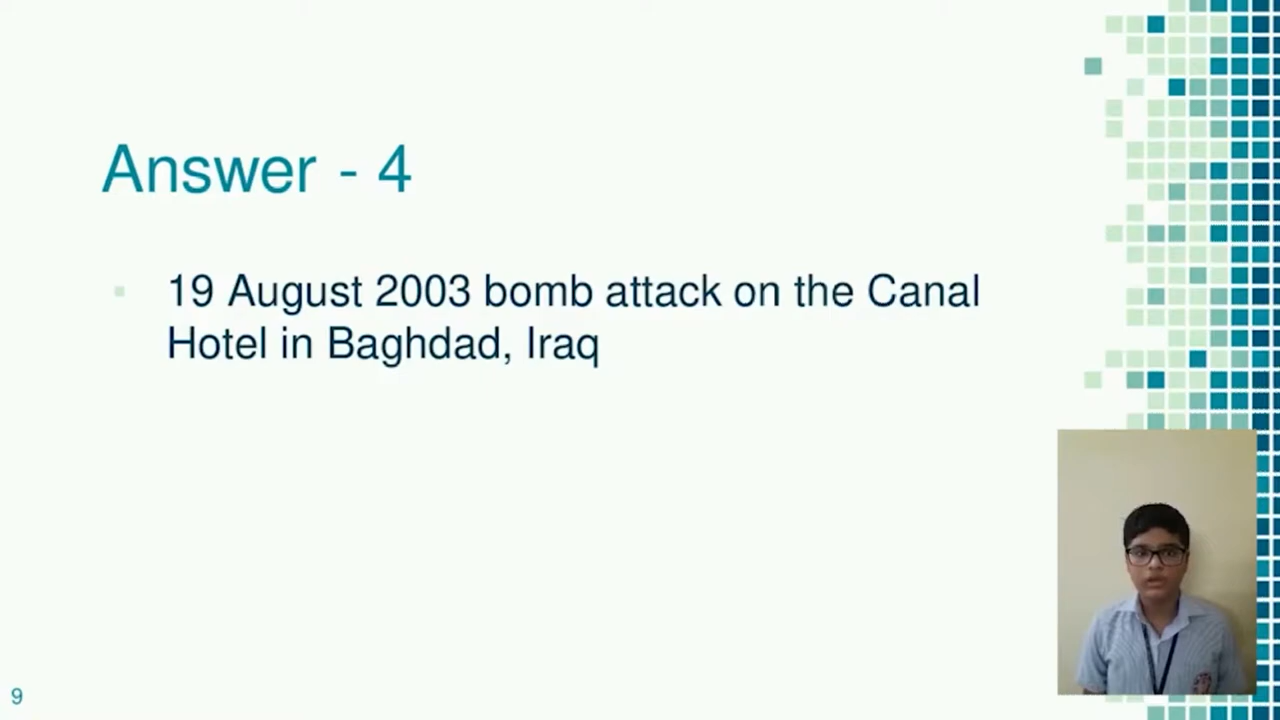 Answer - 4
19 August 2003 bomb attack on the Canal
Hotel in Baghdad, Iraq
9